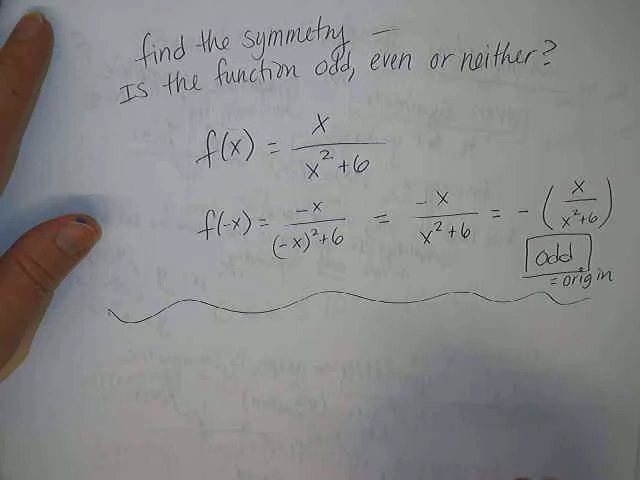 find the symmetry —
Is the function odd, even or neither?
f(x) = x / x² + 6
f(-x) = -x / (-x)² + 6 = -x / x² + 6 = - ( x / x² + 6 )
odd
= origin